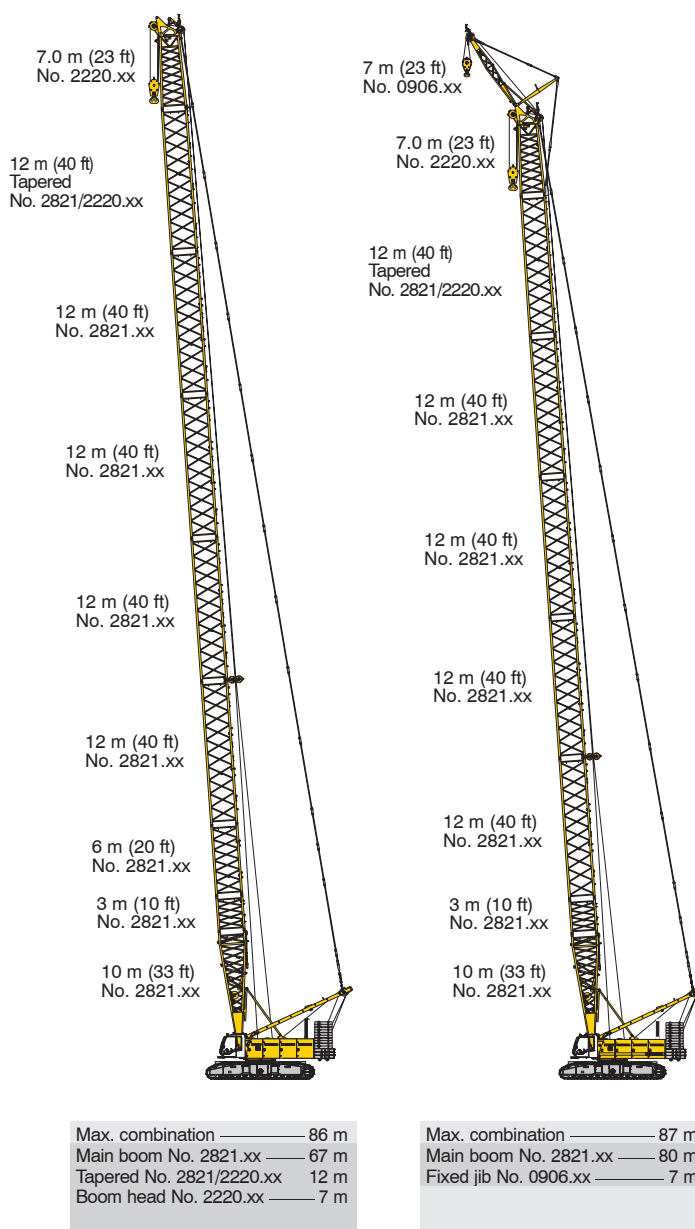 7.0 m (23 ft)
No. 2220.xx
12 m (40 ft)
Tapered
No. 2821/2220.xx
12 m (40 ft)
No. 2821.xx
12 m (40 ft)
No. 2821.xx
12 m (40 ft)
No. 2821.xx
12 m (40 ft)
No. 2821.xx
6 m (20 ft)
No. 2821.xx
3 m (10 ft)
No. 2821.xx
10 m (33 ft)
No. 2821.xx
Max. combination 86 m
Main boom No. 2821.xx 67 m
Tapered No. 2821/2220.xx 12 m
Boom head No. 2220.xx 7 m
7 m (23 ft)
No. 0906.xx
7.0 m (23 ft)
No. 2220.xx
12 m (40 ft)
Tapered
No. 2821/2220.xx
12 m (40 ft)
No. 2821.xx
12 m (40 ft)
No. 2821.xx
12 m (40 ft)
No. 2821.xx
12 m (40 ft)
No. 2821.xx
3 m (10 ft)
No. 2821.xx
10 m (33 ft)
No. 2821.xx
Max. combination 87 m
Main boom No. 2821.xx 80 m
Fixed jib No. 0906.xx 7 m